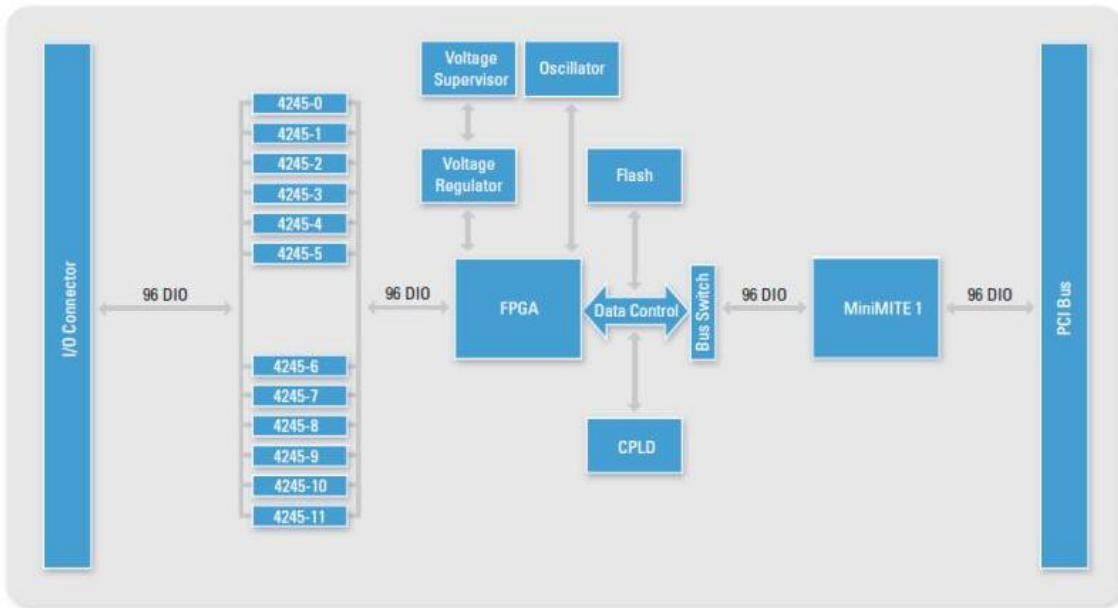 Voltage
Supervisor
Oscillator
4245-0
4245-1
4245-2
4245-3
4245-4
4245-5
Voltage
Regulator
Flash
I/O Connector
96 DIO
96 DIO
FPGA
Data Control
Bus Switch
96 DIO
MiniMITE 1
96 DIO
PCI Bus
4245-6
4245-7
4245-8
4245-9
4245-10
4245-11
CPLD